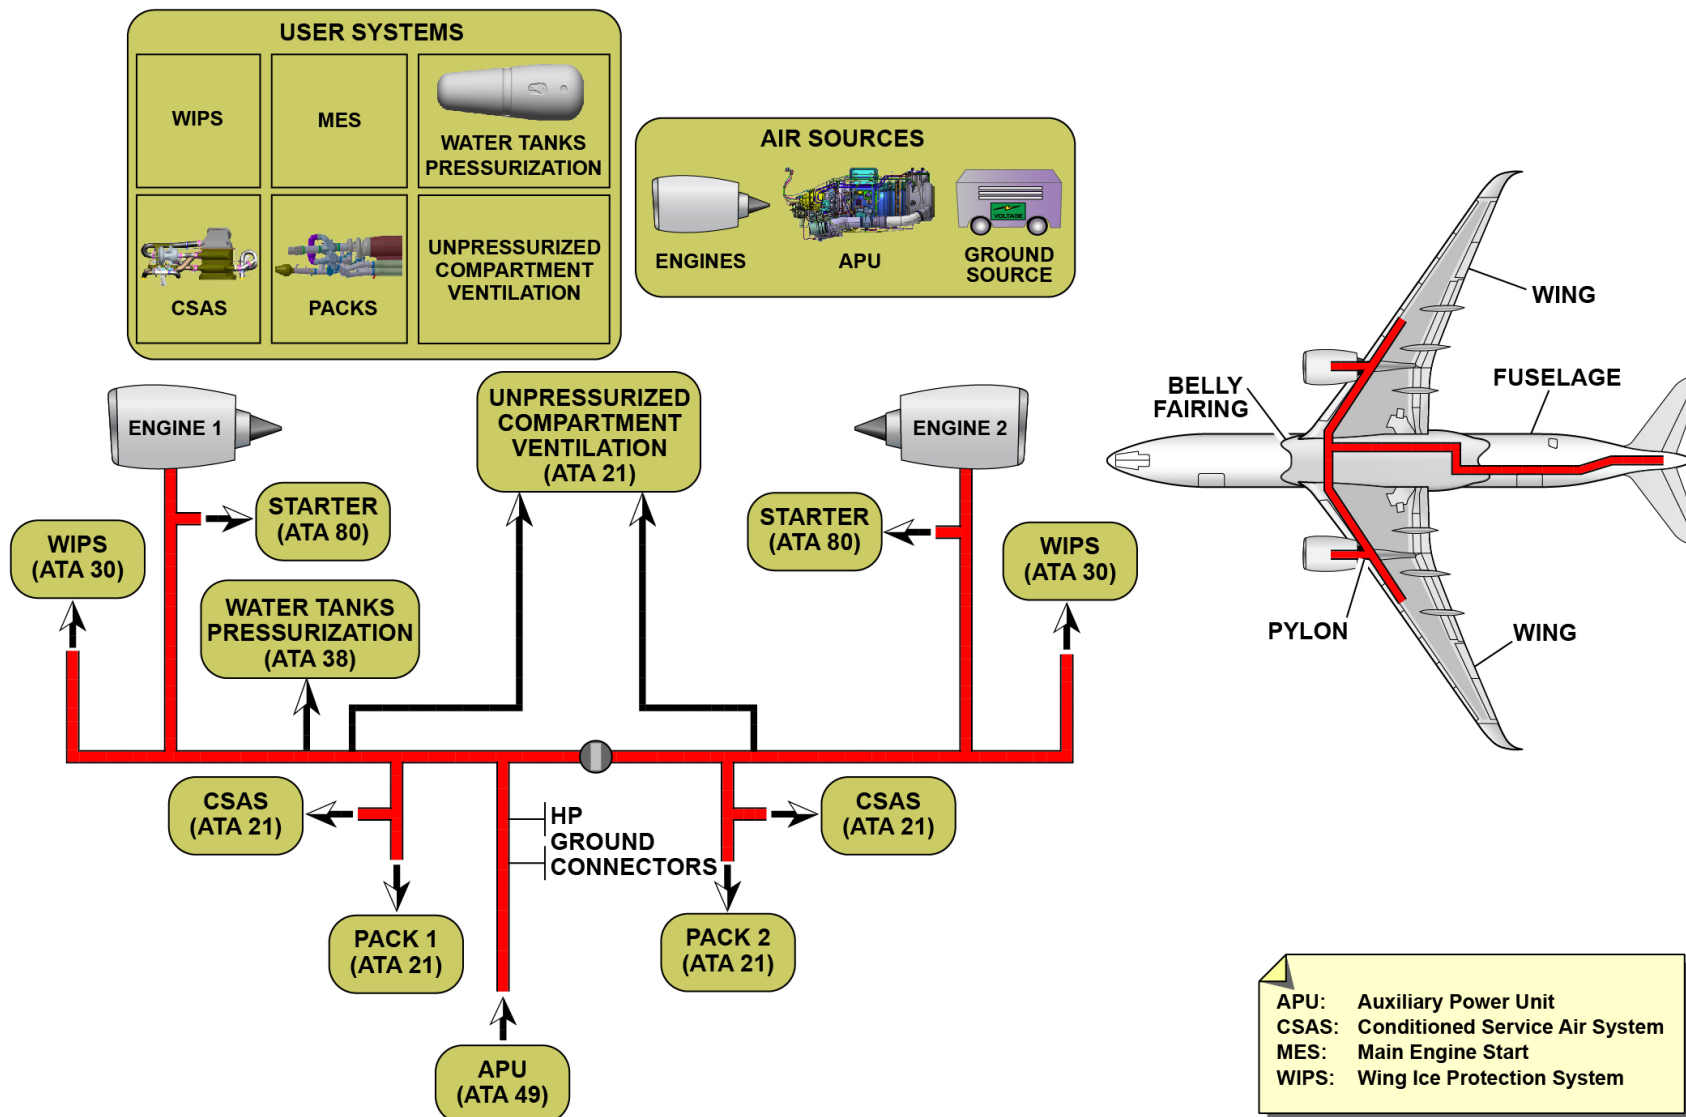 USER SYSTEMS
WIPS
MES
WATER TANKS
PRESSURIZATION
CSAS
PACKS
UNPRESSURIZED
COMPARTMENT
VENTILATION
AIR SOURCES
VOLTAGE
ENGINES
APU
GROUND
SOURCE
WING
FUSELAGE
BELLY
FAIRING
PYLON
WING
ENGINE 1
UNPRESSURIZED
COMPARTMENT
VENTILATION
(ATA 21)
ENGINE 2
STARTER
(ATA 80)
STARTER
(ATA 80)
WIPS
(ATA 30)
WIPS
(ATA 30)
WATER TANKS
PRESSURIZATION
(ATA 38)
CSAS
(ATA 21)
HP
GROUND
CONNECTORS
CSAS
(ATA 21)
PACK 1
(ATA 21)
PACK 2
(ATA 21)
APU
(ATA 49)
APU: Auxiliary Power Unit
CSAS: Conditioned Service Air System
MES: Main Engine Start
WIPS: Wing Ice Protection System